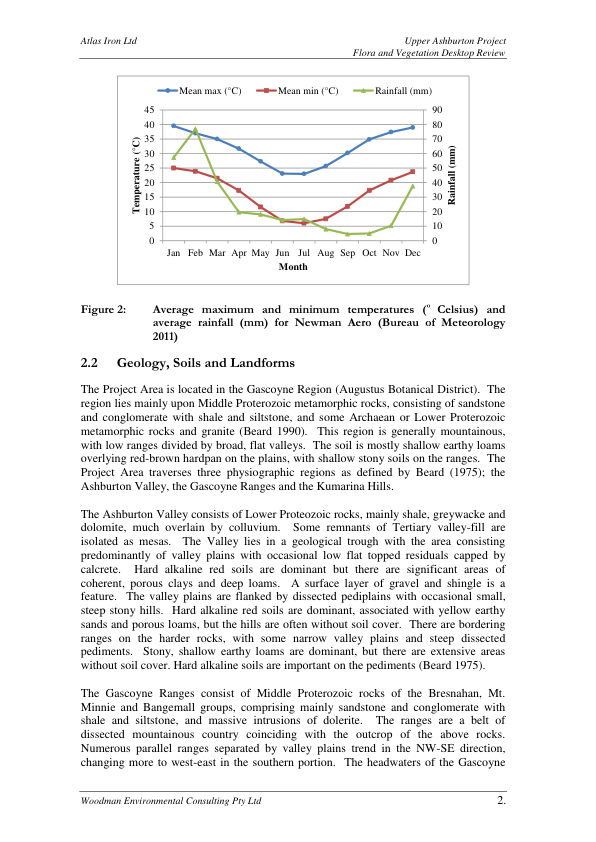 Atlas Iron Ltd
Upper Ashburton Project
Flora and Vegetation Desktop Review
Mean max (°C) Mean min (°C) Rainfall (mm)
45 90
40 80
35 70
30 60
25 50
20 40
15 30
10 20
5 10
0 0
Temperature (°C)
Rainfall (mm)
Jan Feb Mar Apr May Jun Jul Aug Sep Oct Nov Dec
Month
Figure 2: Average maximum and minimum temperatures (º Celsius) and
average rainfall (mm) for Newman Aero (Bureau of Meteorology
2011)
2.2 Geology, Soils and Landforms
The Project Area is located in the Gascoyne Region (Augustus Botanical District). The
region lies mainly upon Middle Proterozoic metamorphic rocks, consisting of sandstone
and conglomerate with shale and siltstone, and some Archaean or Lower Proterozoic
metamorphic rocks and granite (Beard 1990). This region is generally mountainous,
with low ranges divided by broad, flat valleys. The soil is mostly shallow earthy loams
overlying red-brown hardpan on the plains, with shallow stony soils on the ranges. The
Project Area traverses three physiographic regions as defined by Beard (1975); the
Ashburton Valley, the Gascoyne Ranges and the Kumarina Hills.
The Ashburton Valley consists of Lower Proteozoic rocks, mainly shale, greywacke and
dolomite, much overlain by colluvium. Some remnants of Tertiary valley-fill are
isolated as mesas. The Valley lies in a geological trough with the area consisting
predominantly of valley plains with occasional low flat topped residuals capped by
calcrete. Hard alkaline red soils are dominant but there are significant areas of
coherent, porous clays and deep loams. A surface layer of gravel and shingle is a
feature. The valley plains are flanked by dissected pediplains with occasional small,
steep stony hills. Hard alkaline red soils are dominant, associated with yellow earthy
sands and porous loams, but the hills are often without soil cover. There are bordering
ranges on the harder rocks, with some narrow valley plains and steep dissected
pediments. Stony, shallow earthy loams are dominant, but there are extensive areas
without soil cover. Hard alkaline soils are important on the pediments (Beard 1975).
The Gascoyne Ranges consist of Middle Proterozoic rocks of the Bresnahan, Mt.
Minnie and Bangemall groups, comprising mainly sandstone and conglomerate with
shale and siltstone, and massive intrusions of dolerite. The ranges are a belt of
dissected mountainous country coinciding with the outcrop of the above rocks.
Numerous parallel ranges separated by valley plains trend in the NW-SE direction,
changing more to west-east in the southern portion. The headwaters of the Gascoyne
Woodman Environmental Consulting Pty Ltd 2.